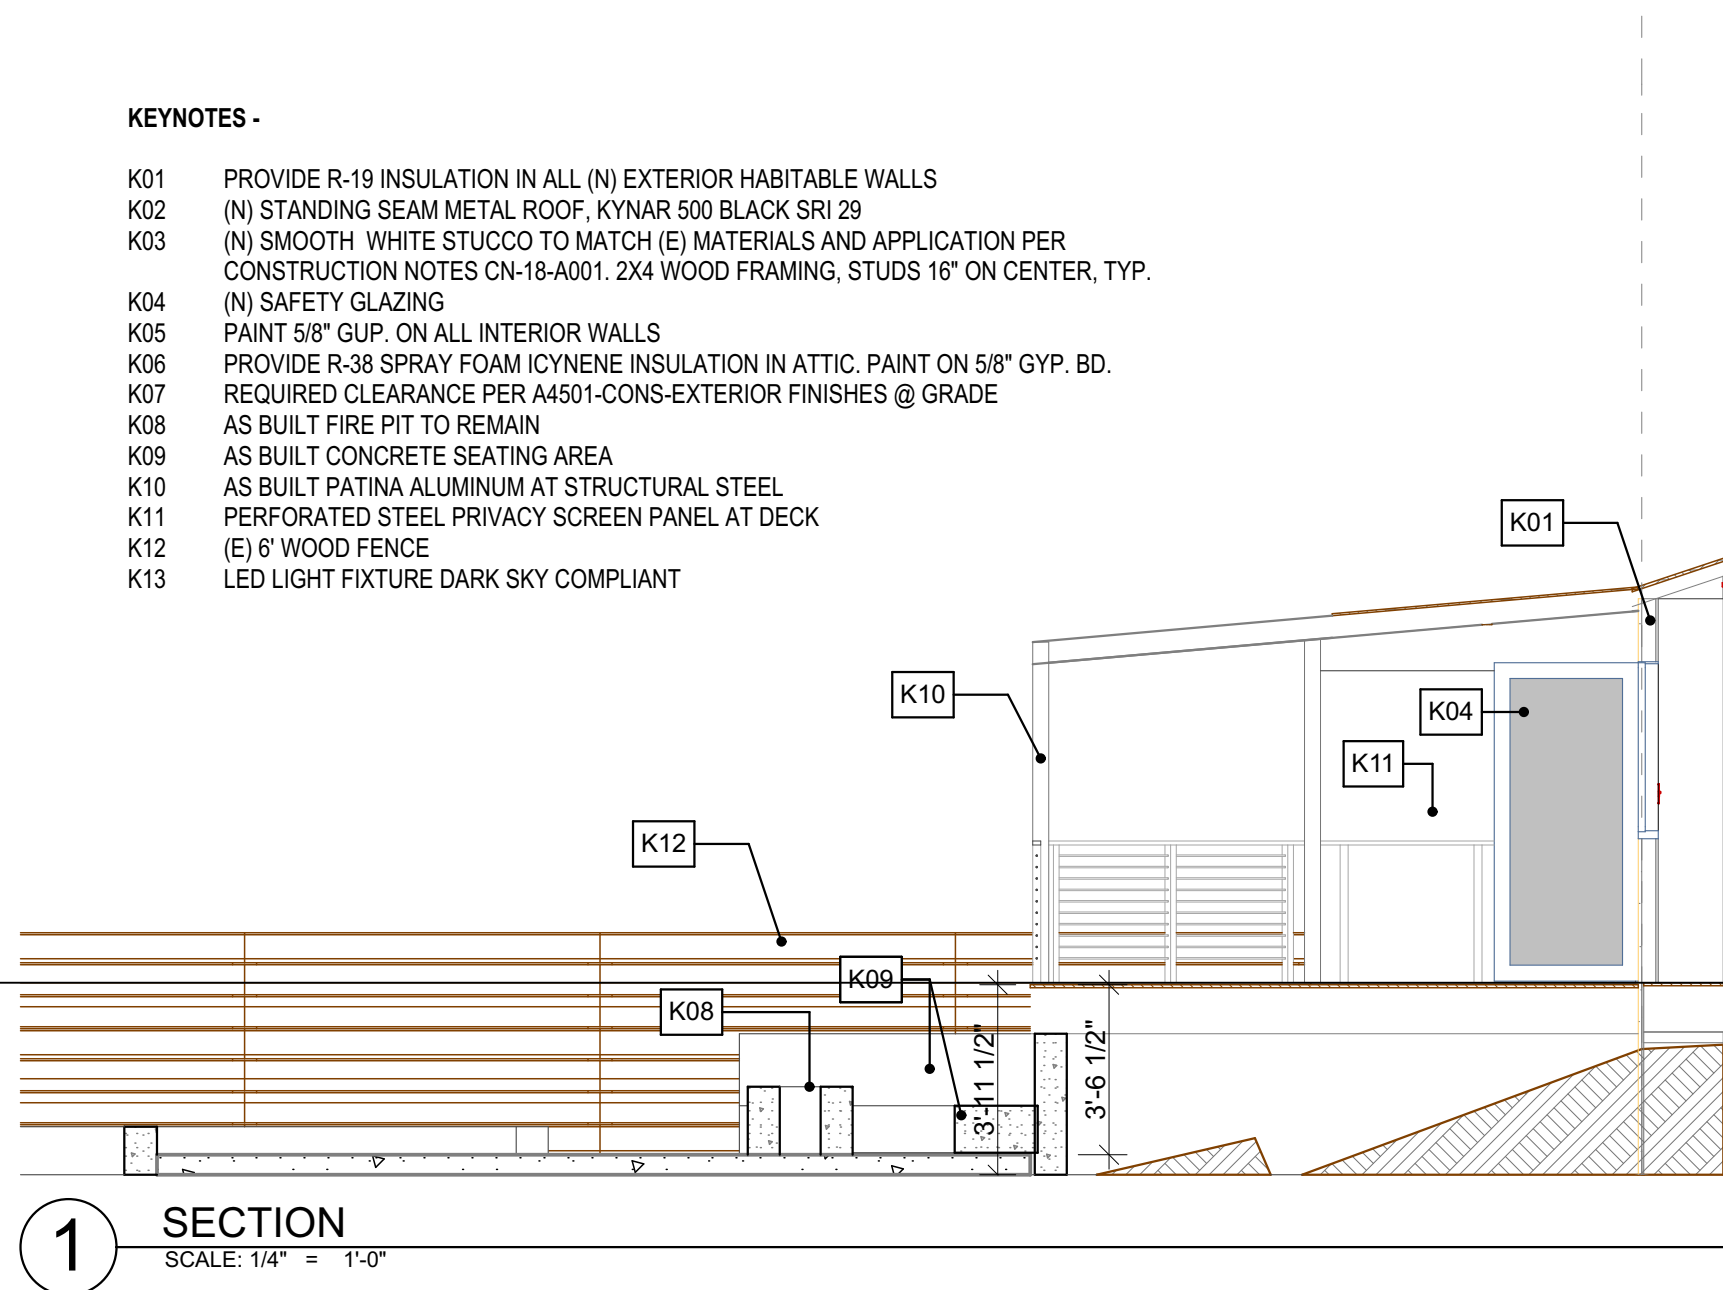 KEYNOTES -
K01 PROVIDE R-19 INSULATION IN ALL (N) EXTERIOR HABITABLE WALLS
K02 (N) STANDING SEAM METAL ROOF, KYNAR 500 BLACK SRI 29
K03 (N) SMOOTH WHITE STUCCO TO MATCH (E) MATERIALS AND APPLICATION PER
CONSTRUCTION NOTES CN-18-A001. 2X4 WOOD FRAMING, STUDS 16" ON CENTER, TYP.
K04 (N) SAFETY GLAZING
K05 PAINT 5/8" GUP. ON ALL INTERIOR WALLS
K06 PROVIDE R-38 SPRAY FOAM ICYNENE INSULATION IN ATTIC. PAINT ON 5/8" GYP. BD.
K07 REQUIRED CLEARANCE PER A4501-CONS-EXTERIOR FINISHES @ GRADE
K08 AS BUILT FIRE PIT TO REMAIN
K09 AS BUILT CONCRETE SEATING AREA
K10 AS BUILT PATINA ALUMINUM AT STRUCTURAL STEEL
K11 PERFORATED STEEL PRIVACY SCREEN PANEL AT DECK
K12 (E) 6' WOOD FENCE
K13 LED LIGHT FIXTURE DARK SKY COMPLIANT
K01
K10
K04
K11
K12
K09
K08
3'-11 1/2"
3'-6 1/2"
1
SECTION
SCALE: 1/4" = 1'-0"